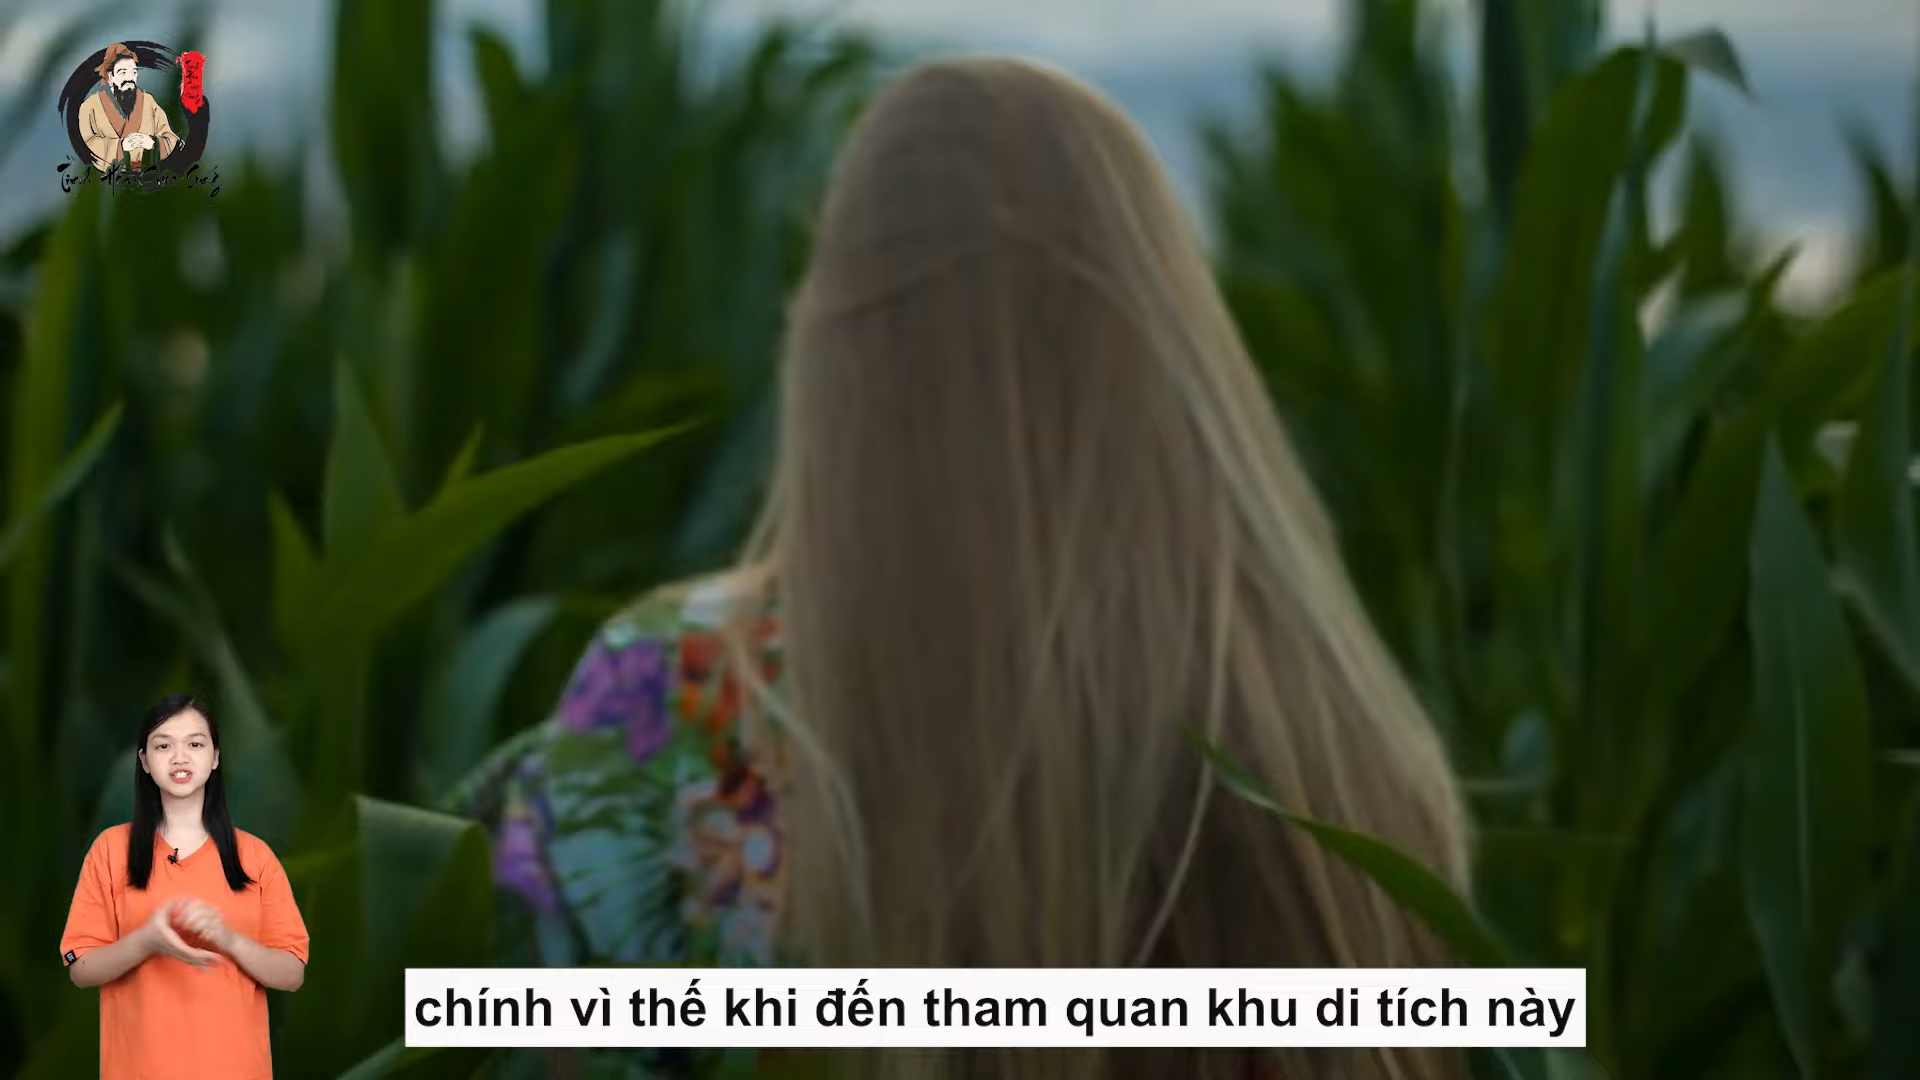 chính vì thế khi đến tham quan khu di tích này